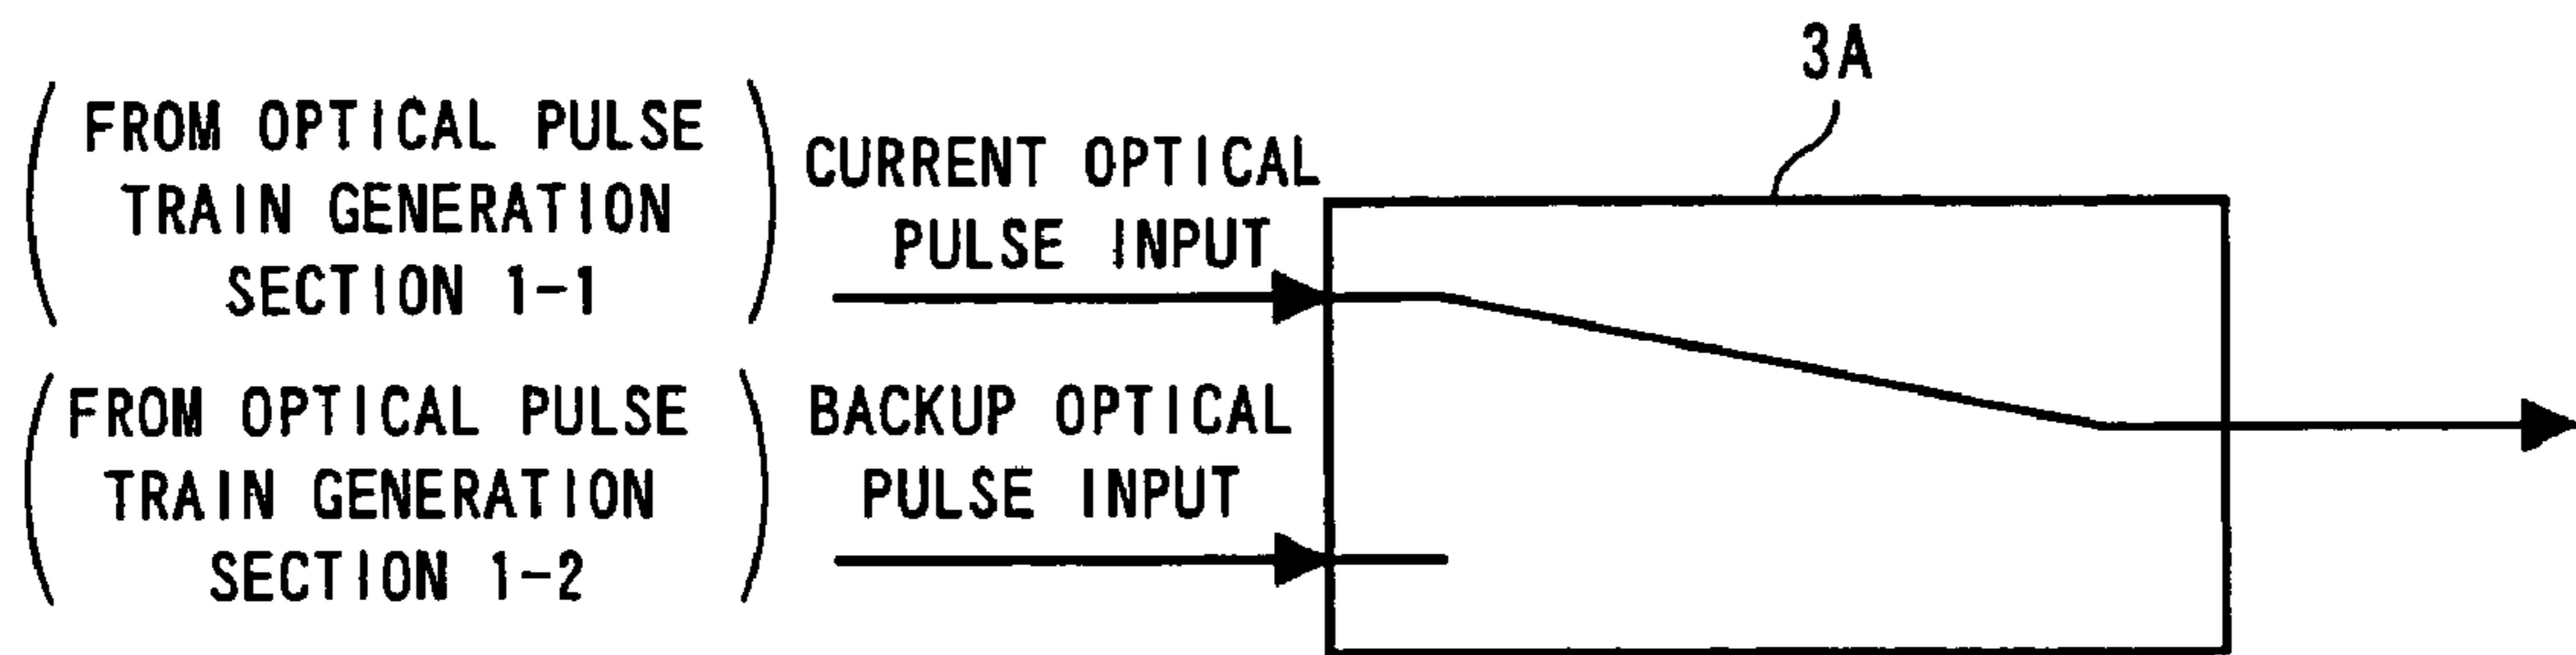 3A
FROM OPTICAL PULSE
TRAIN GENERATION
SECTION 1-1
CURRENT OPTICAL
PULSE INPUT
FROM OPTICAL PULSE
TRAIN GENERATION
SECTION 1-2
BACKUP OPTICAL
PULSE INPUT